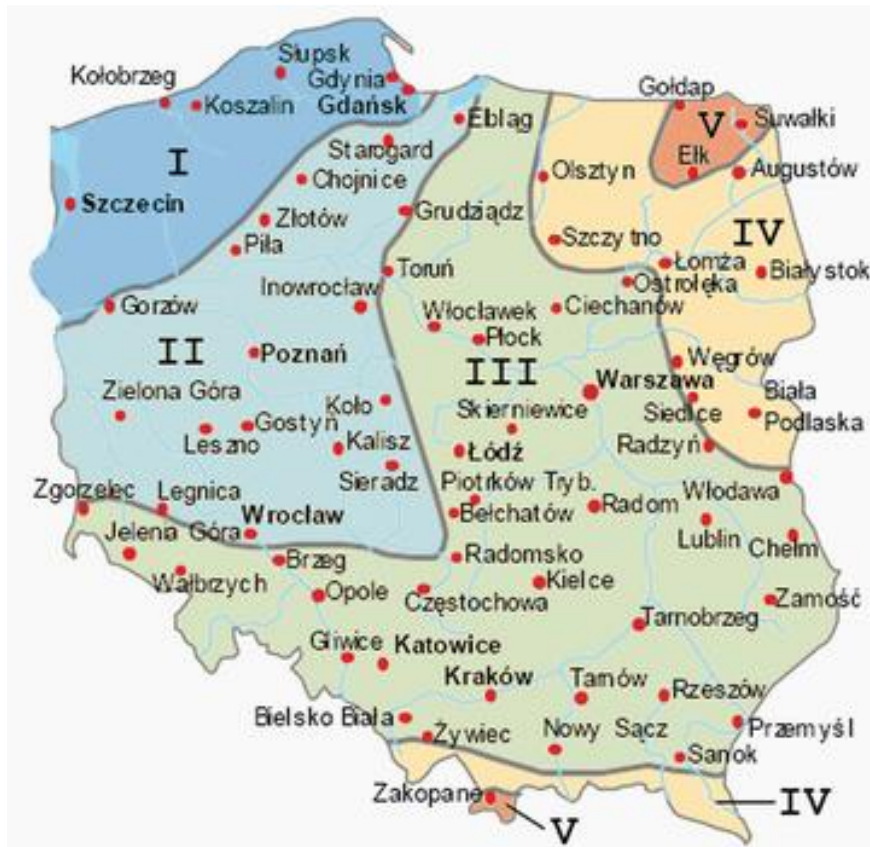 Słupsk
Kołobrzeg
Gdynia
Koszalin
Gdańsk
Elbląg
Gołdap
V
Suwałki
Starogard
I
Ełk
Augustów
Chojnice
Olsztyn
Szczecin
Złotów
Grudziądz
Piła
Szczytno
IV
Łomża
Białystok
Toruń
Ostrołęka
Inowrocław
Gorzów
Włocławek
Ciechanów
Płock
II
Poznań
III
Węgrów
Warszawa
Zielona Góra
Koło
Skierniewice
Siedlce
Biała
Podlaska
Gostyń
Leszno
Kalisz
Łódź
Radzyń
Sieradz
Piotrków Tryb.
Włodawa
Zgorzelec
Legnica
Wrocław
Bełchatów
Radom
Jelenia Góra
Lublin
Chełm
Brzeg
Radomsko
Wałbrzych
Kielce
Opole
Częstochowa
Zamość
Tarnobrzeg
Gliwice
Katowice
Kraków
Tarnów
Rzeszów
Bielsko Biała
Żywiec
Nowy Sącz
Przemyśl
Sanok
Zakopane
IV
V